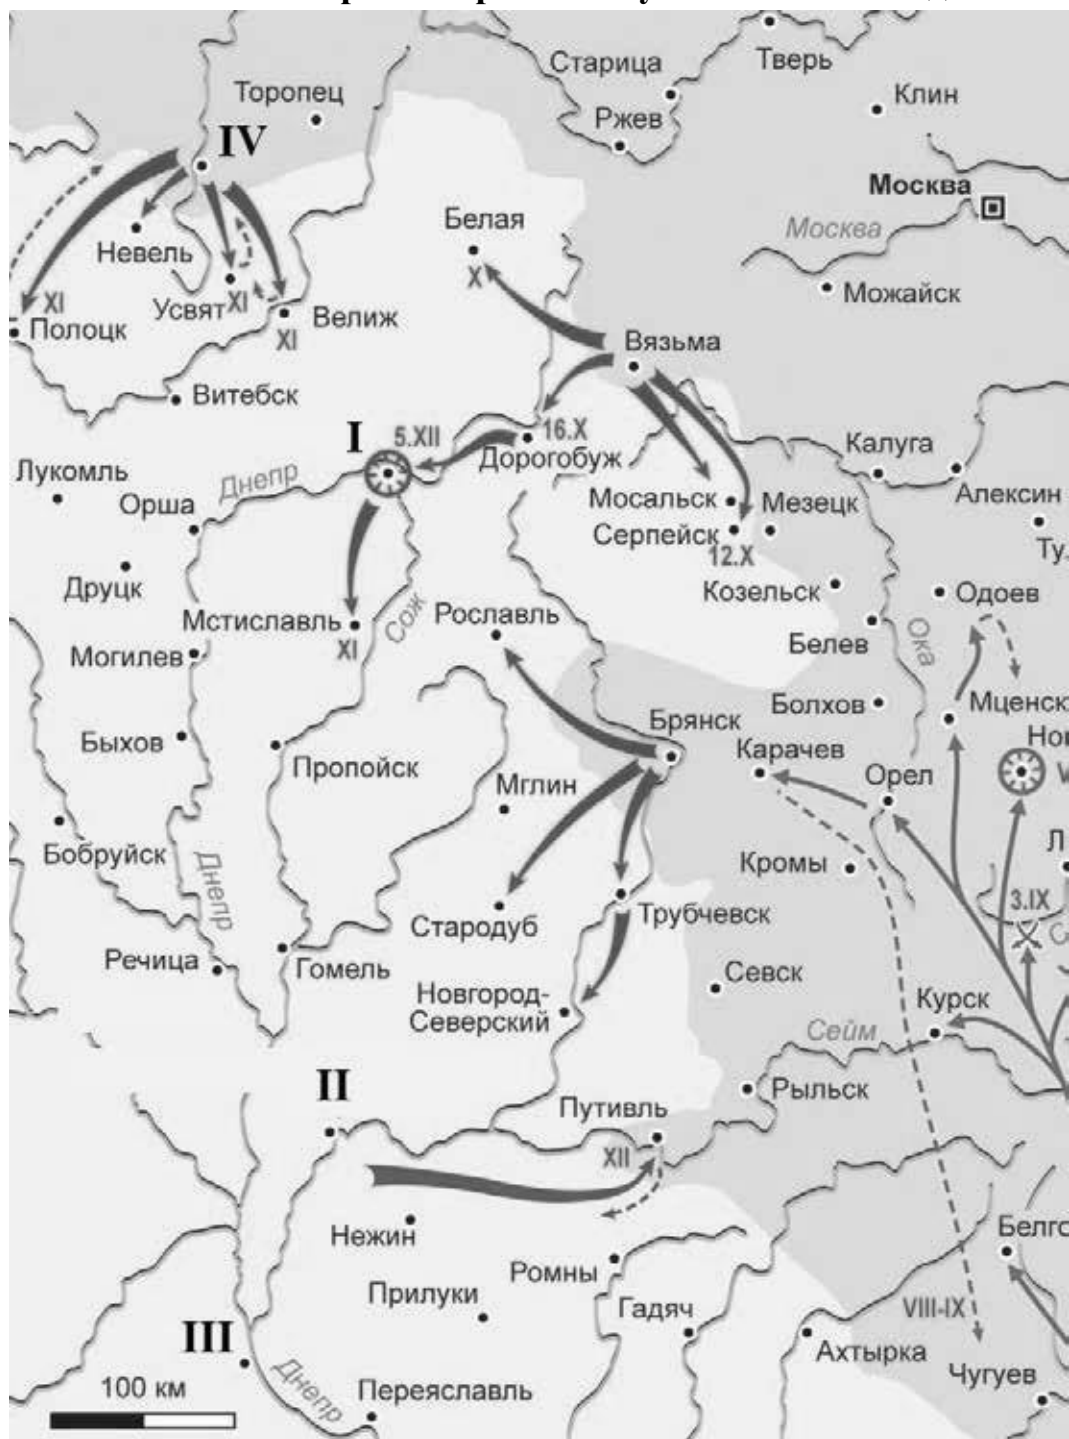 Тверь
Старица
Торопец
Клин
Ржев
IV
Москва
Белая
Москва
Невель
X
Можайск
XI
Усвят
XI
Полоцк
Велиж
XI
Вязьма
Витебск
I
5.XII
16.X
Калуга
Дорогобуж
Лукомль
Днепр
Алексин
Мосальск
Мезецк
Орша
Серпейск
12.X
Ту
Друцк
Козельск
Одоев
Рославль
Мстиславль
Сож
XI
Белев
Ока
Могилев
Болхов
Мценск
Брянск
Быхов
Карачев
Нов
V
Пропойск
Мглин
Орел
Бобруйск
Л
Днепр
Кромы
3.IX
Стародуб
Трубчевск
С
Речица
Гомель
Севск
Новгород-
Северский
Курск
Сейм
II
Рыльск
Путивль
XII
Нежин
Белго
Ромны
Прилуки
Гадяч
VIII-IX
III
Ахтырка
Днепр
100 км
Переяславль
Чугуев